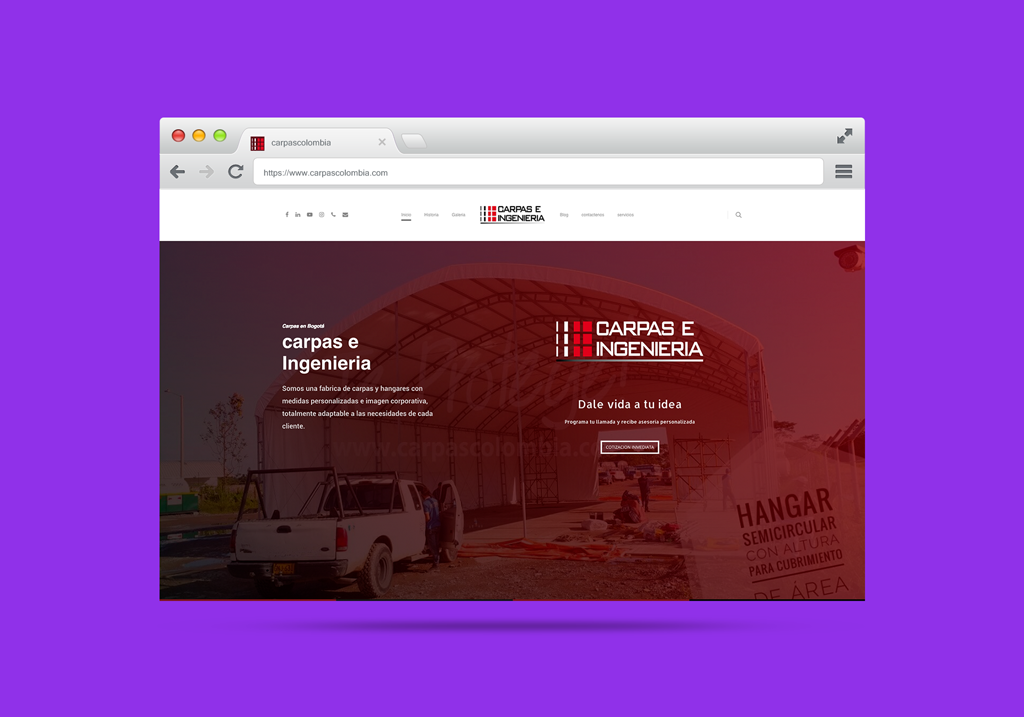 carpascolombia
https://www.carpascolombia.com
Inicio
Historia
Galeria
CARPAS E
INGENIERIA
Blog
contactenos
servicios
Carpas en Bogotá
carpas e
Ingenieria
Somos una fabrica de carpas y hangares con
medidas personalizadas e imagen corporativa,
totalmente adaptable a las necesidades de cada
cliente.
CARPAS E
INGENIERIA
Dale vida a tu idea
Programa tu llamada y recibe asesoria personalizada
COTIZACION INMEDIATA
.carpascolombia.co
HANGAR
SEMICIRCULAR
CON ALTURA
PARA CUBRIMIENTO
DE ÁREA